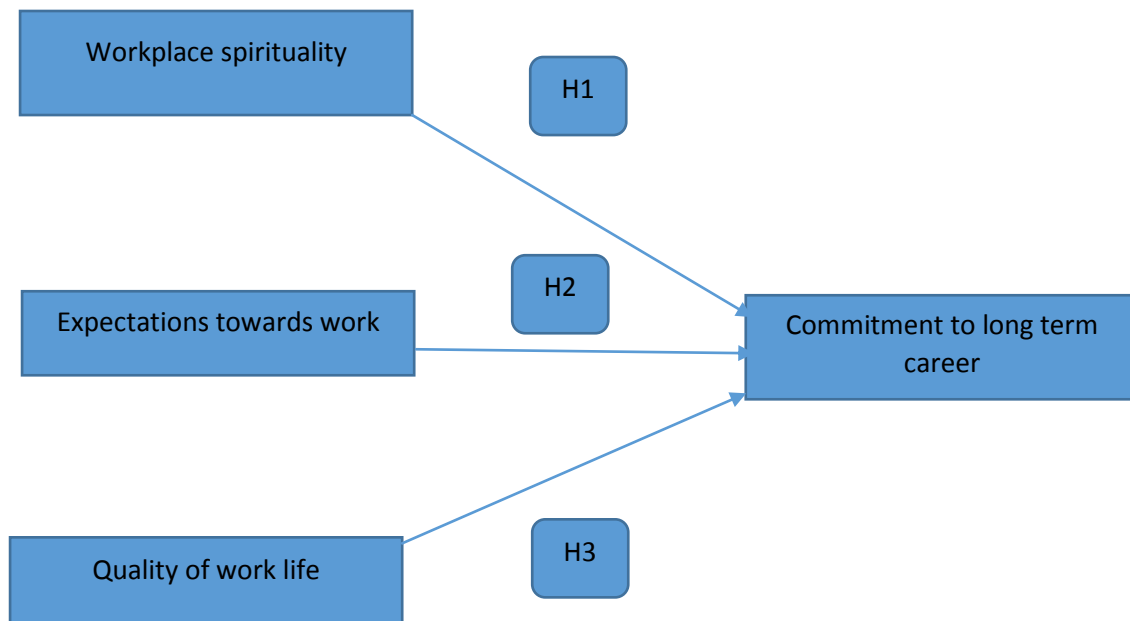 Workplace spirituality
H1
H2
Expectations towards work
Commitment to long term
career
Quality of work life
H3